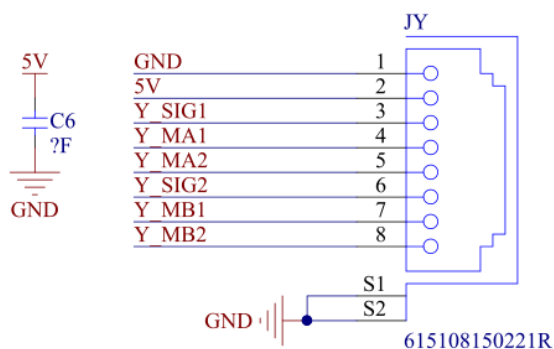 JY
5V
C6
?F
GND
GND 1
5V 2
Y_SIG1 3
Y_MA1 4
Y_MA2 5
Y_SIG2 6
Y_MB1 7
Y_MB2 8
S1
S2
GND
615108150221R